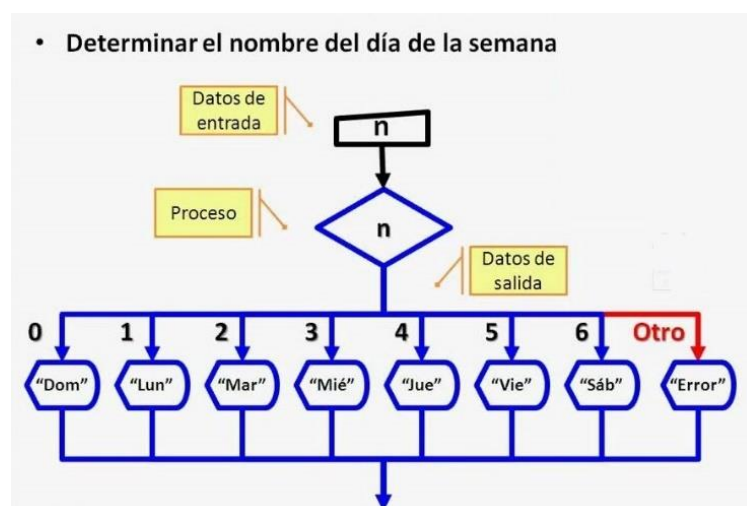 • Determinar el nombre del día de la semana
Datos de
entrada
n
Proceso
n
Datos de
salida
0 1 2 3 4 5 6 Otro
“Dom” “Lun” “Mar” “Mié” “Jue” “Vie” “Sáb” “Error”